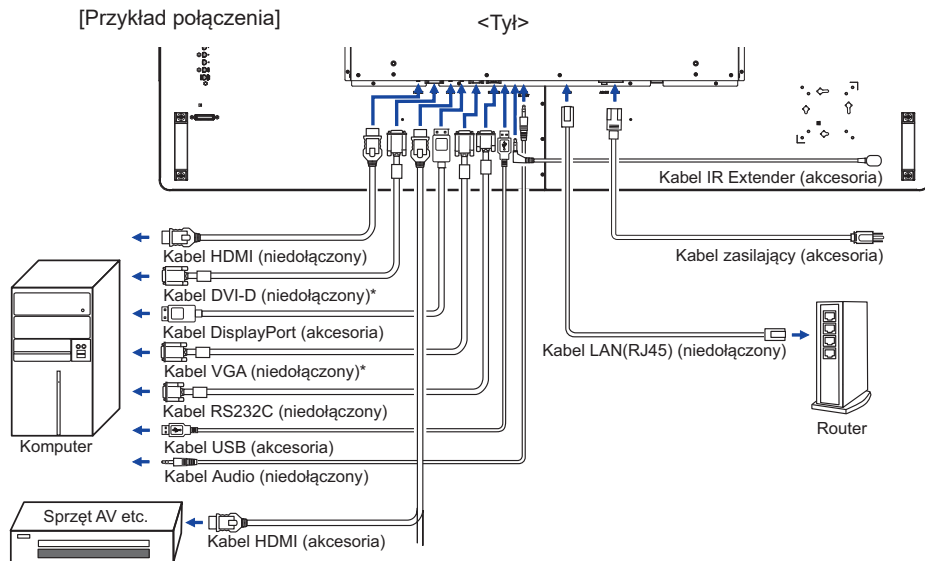 [Przykład połączenia]
<Tył>
Kabel IR Extender (akcesoria)
Kabel HDMI (niedołączony)
Kabel zasilający (akcesoria)
Kabel DVI-D (niedołączony)*
Kabel DisplayPort (akcesoria)
Kabel LAN(RJ45) (niedołączony)
Kabel VGA (niedołączony)*
Kabel RS232C (niedołączony)
Router
Komputer
Kabel USB (akcesoria)
Kabel Audio (niedołączony)
Sprzęt AV etc.
Kabel HDMI (akcesoria)